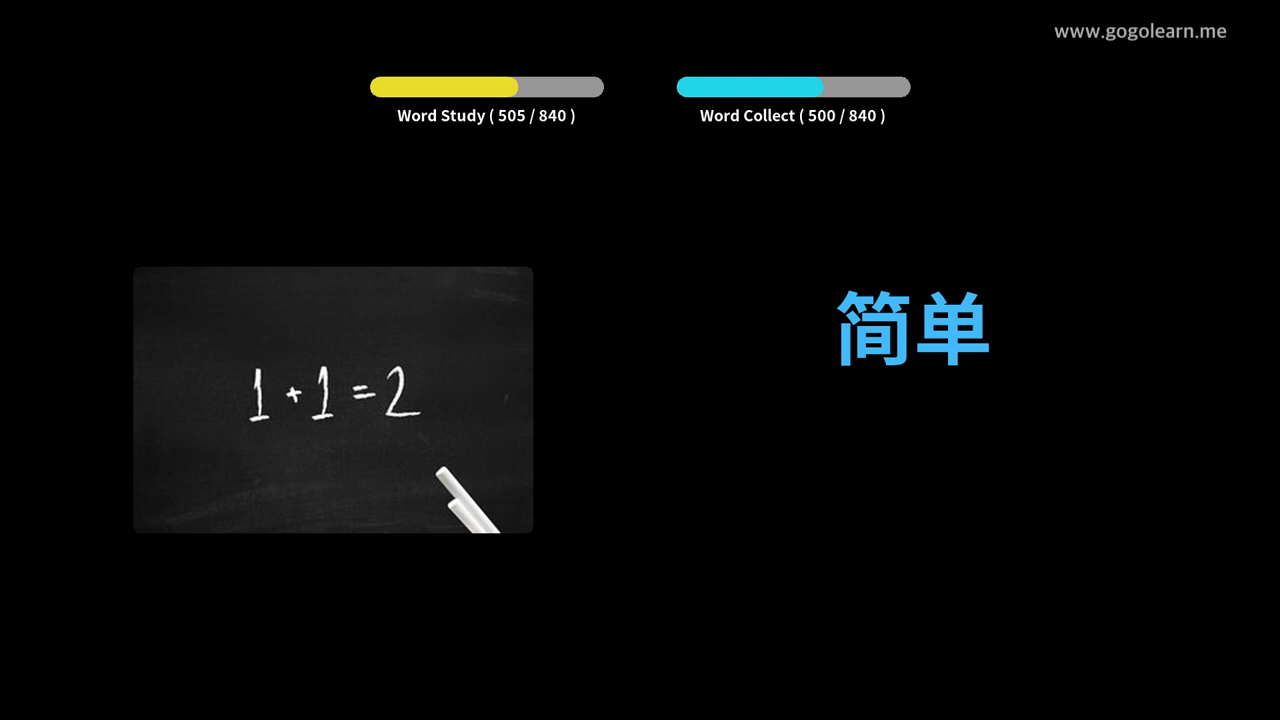 www.gogolearn.me
Word Study ( 505 / 840 )
Word Collect ( 500 / 840 )
简单
1 + 1 = 2